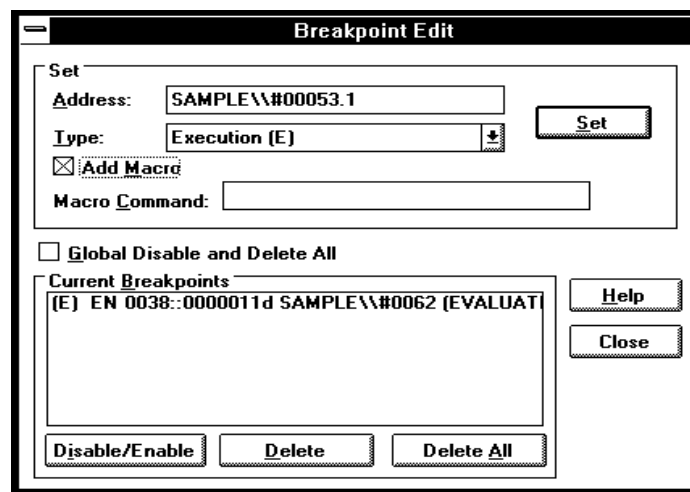 Breakpoint Edit
Set
Address: SAMPLE\\#00053.1
Set
Type: Execution (E)
Add Macro
Macro Command:
Global Disable and Delete All
Current Breakpoints
(E) EN 0038::0000011d SAMPLE\\#0062 (EVALUATI
Help
Close
Disable/Enable Delete Delete All